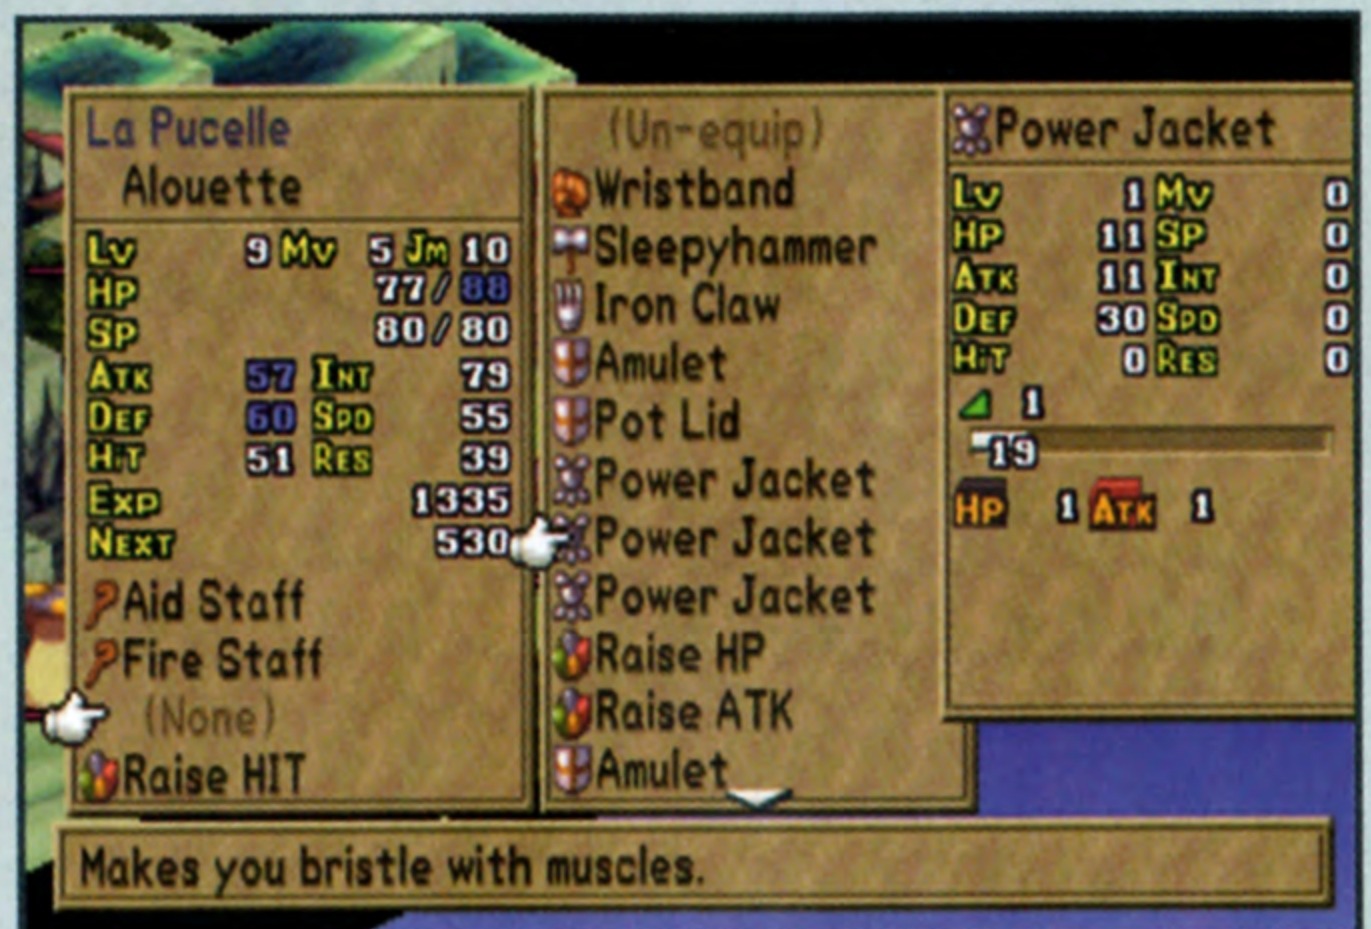 La Pucelle
Alouette
Lv 9 Mv 5 Jm 10
HP 77/88
SP 80/80
ATK 57 INT 79
DEF 60 SPD 55
HiT 51 RES 39
EXP 1335
NEXT 530
Aid Staff
Fire Staff
(None)
Raise HIT
(Un-equip)
Wristband
Sleepyhammer
Iron Claw
Amulet
Pot Lid
Power Jacket
Power Jacket
Power Jacket
Raise HP
Raise ATK
Amulet
Power Jacket
Lv 1 Mv 0
HP 11 SP 0
ATK 11 INT 0
DEF 30 SPD 0
HiT 0 RES 0
1
19
HP 1 ATK 1
Makes you bristle with muscles.